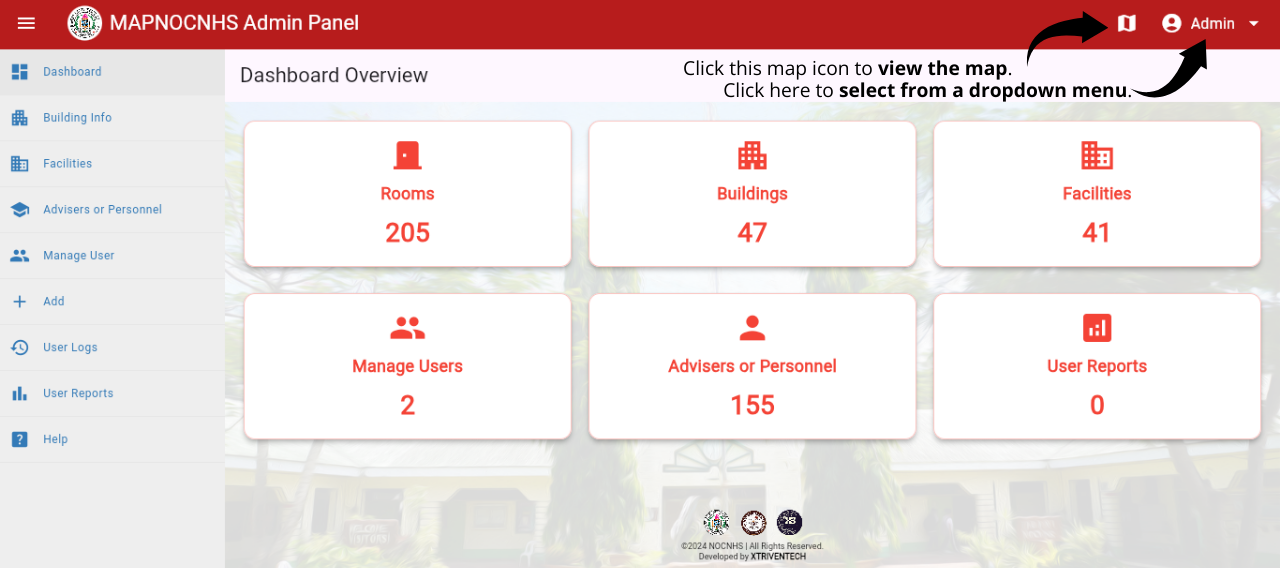 MAPNOCNHS Admin Panel
Admin
Dashboard
Building Info
Facilities
Advisers or Personnel
Manage User
Add
User Logs
User Reports
Help
Dashboard Overview
Click this map icon to view the map.
Click here to select from a dropdown menu.
Rooms
205
Buildings
47
Facilities
41
Manage Users
2
Advisers or Personnel
155
User Reports
0
©2024 NOCNHS | All Rights Reserved.
Developed by XTRIVENTECH